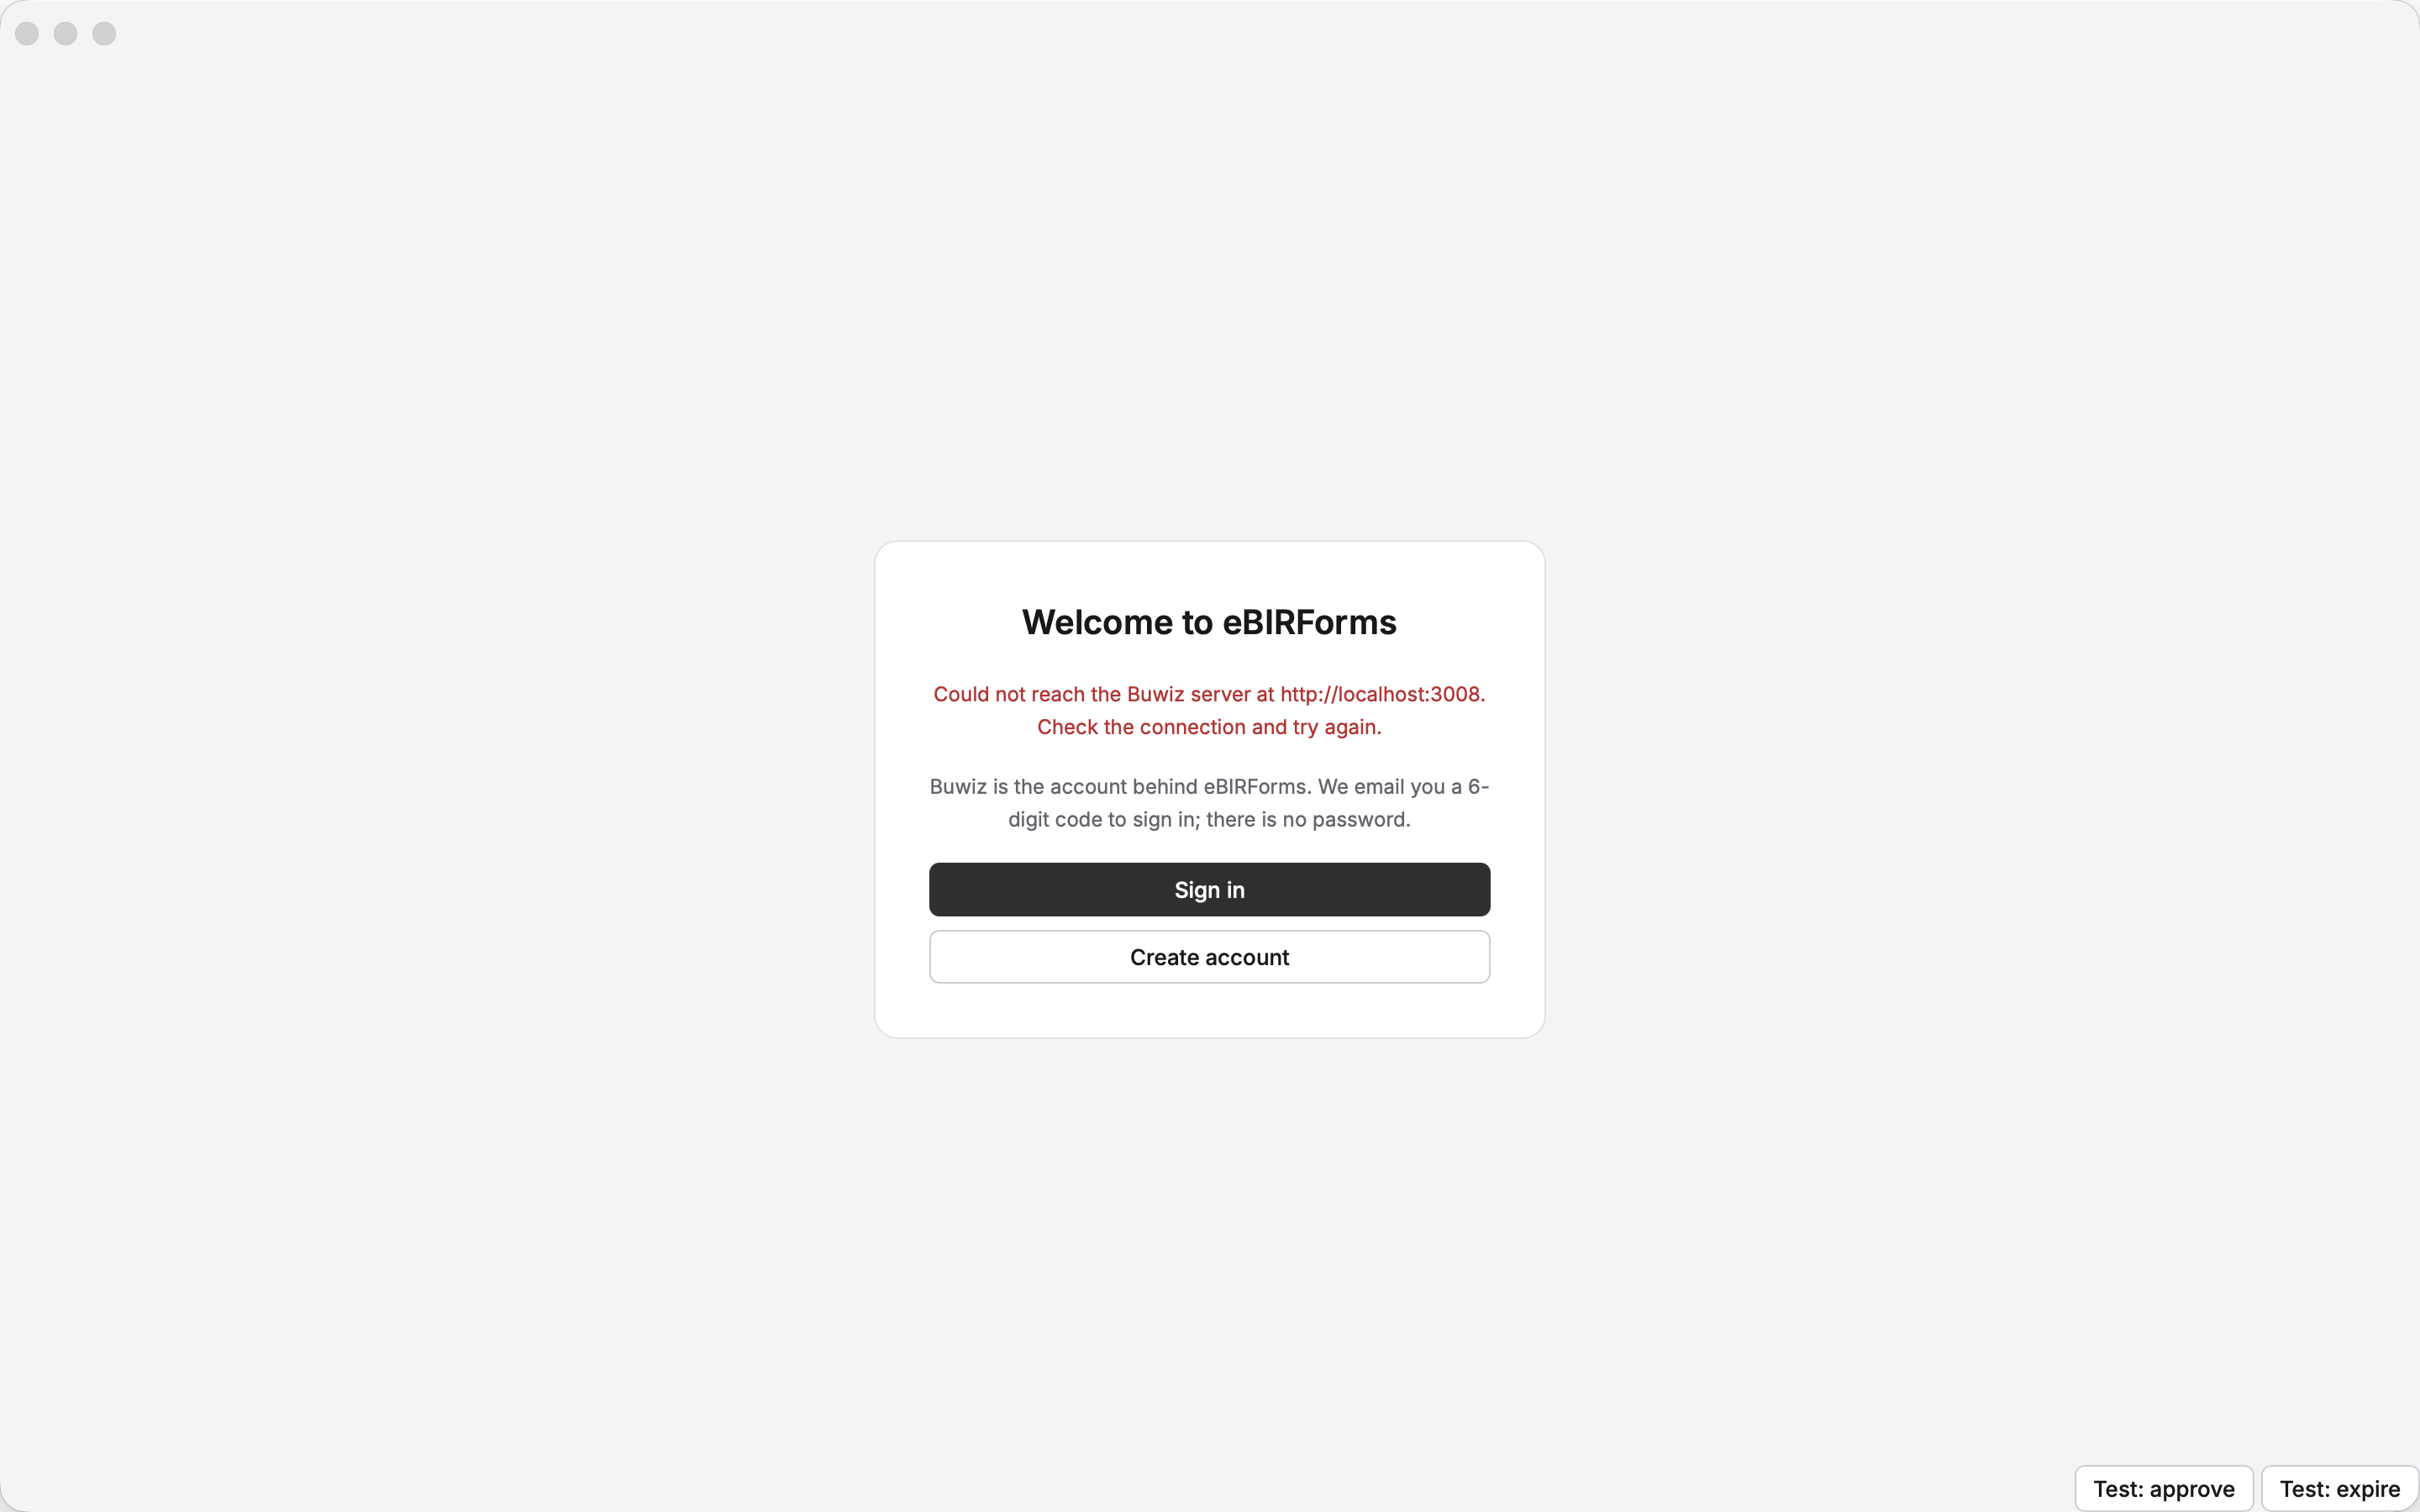 Welcome to eBIRForms
Could not reach the Buwiz server at http://localhost:3008.
Check the connection and try again.
Buwiz is the account behind eBIRForms. We email you a 6-
digit code to sign in; there is no password.
Sign in
Create account
Test: approve
Test: expire